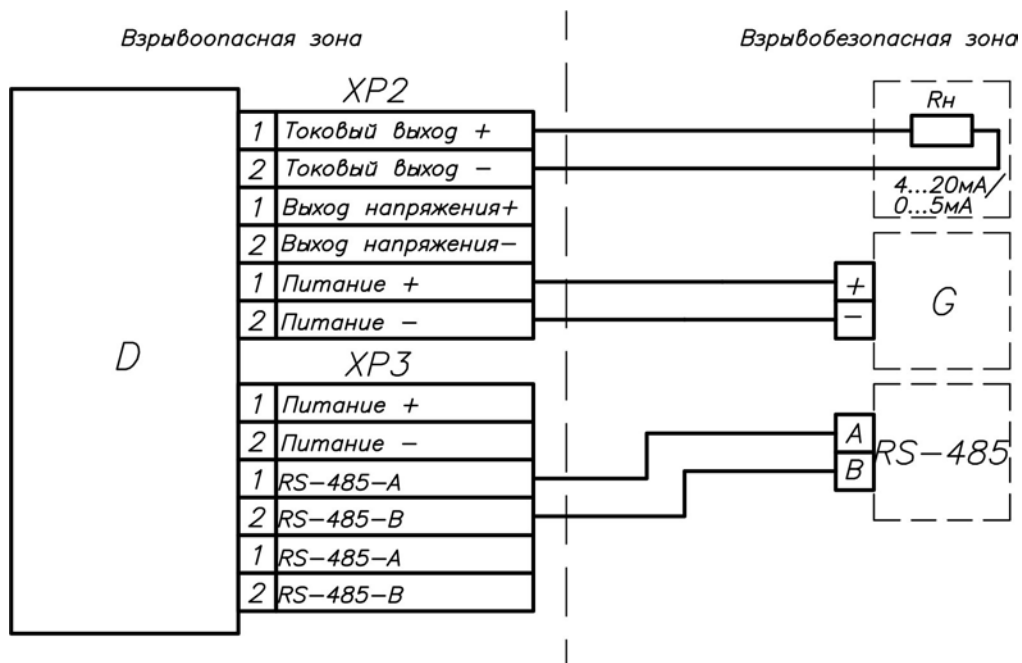 Взрывоопасная зона
Взрывобезопасная зона
XP2
1 Токовый выход +
2 Токовый выход –
1 Выход напряжения+
2 Выход напряжения–
1 Питание +
2 Питание –
XP3
1 Питание +
2 Питание –
1 RS-485-A
2 RS-485-B
1 RS-485-A
2 RS-485-B
D
Rн
4...20мА/
0...5мА
+
–
G
A
B
RS-485